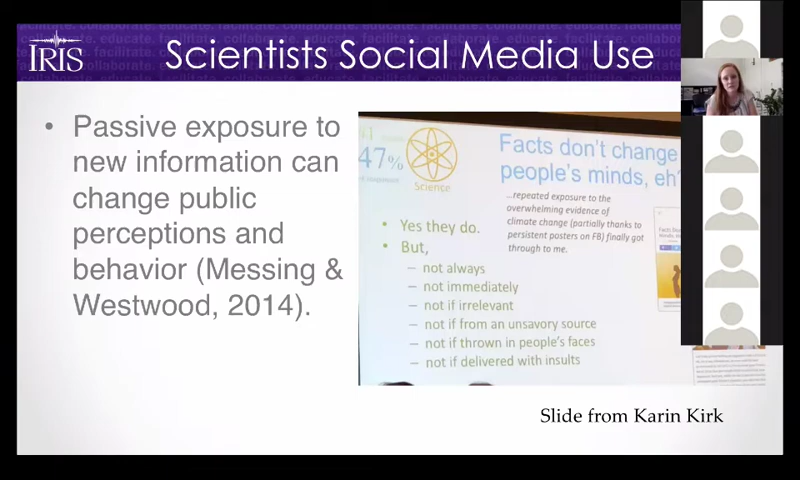 IRIS
Scientists Social Media Use
• Passive exposure to
new information can
change public
perceptions and
behavior (Messing &
Westwood, 2014).
47%
Science
Facts don't change
people's minds, eh?
...repeated exposure to the
overwhelming evidence of
climate change (partially thanks to
persistent posters on FB) finally got
through to me.
• Yes they do.
• But,
– not always
– not immediately
– not if irrelevant
– not if from an unsavory source
– not if thrown in people's faces
– not if delivered with insults
Slide from Karin Kirk